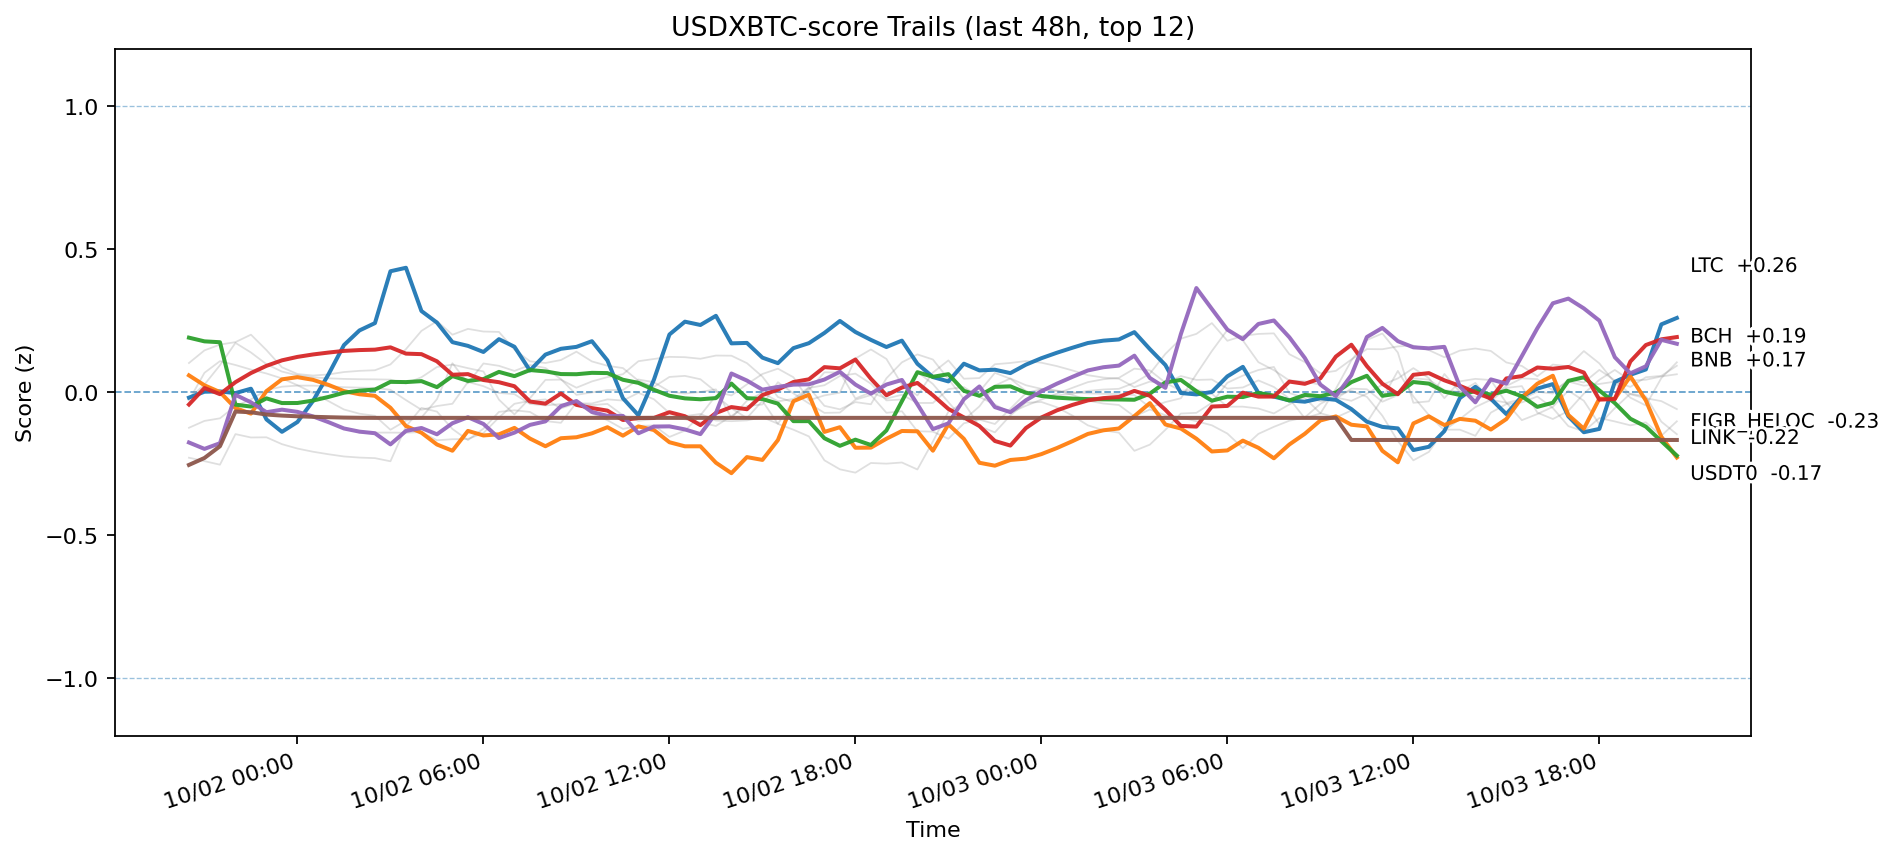 USDXBTC-score Trails (last 48h, top 12)
1.0
0.5
0.0
−0.5
−1.0
Score (z)
LTC +0.26
BCH +0.19
BNB +0.17
FIGR_HELOC -0.23
LINK -0.22
USDT0 -0.17
10/02 00:00
10/02 06:00
10/02 12:00
10/02 18:00
10/03 00:00
10/03 06:00
10/03 12:00
10/03 18:00
Time